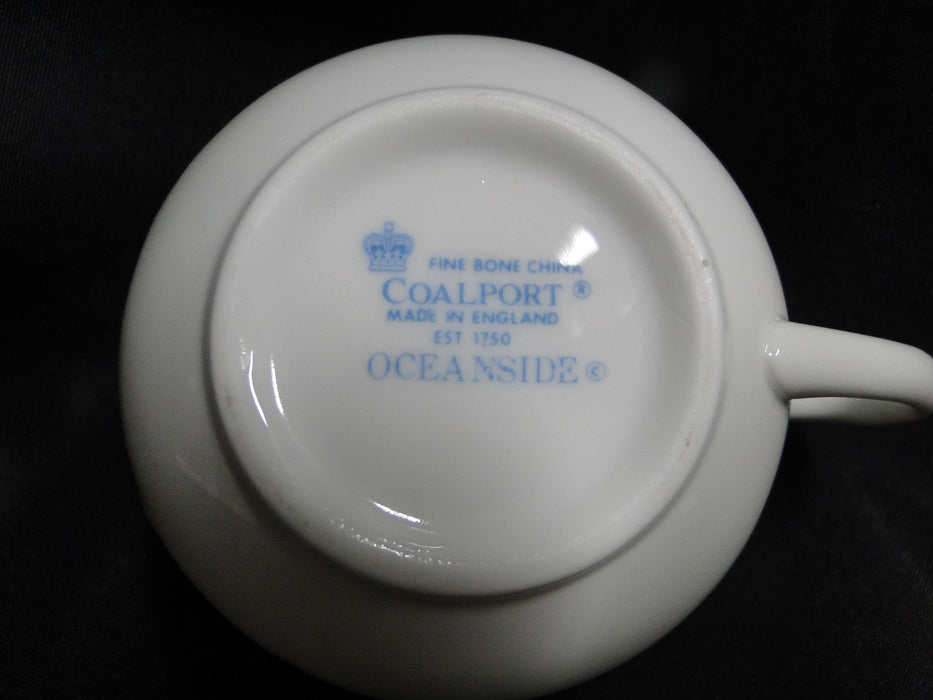 FINE BONE CHINA
COALPORT ®
MADE IN ENGLAND
EST. 1750
OCEANSIDE ©